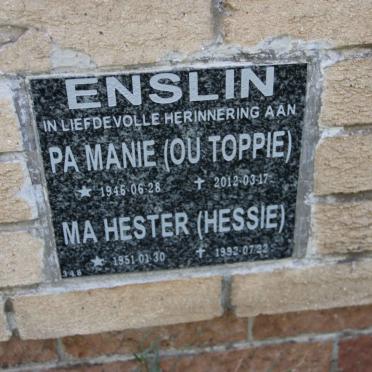 ENSLIN
IN LIEFDEVOLLE HERINNERING AAN
PA MANIE (OU TOPPIE)
★ 1946-06-28 ✝ 2012-03-17
MA HESTER (HESSIE)
★ 1951-01-30 ✝ 1992-07-22